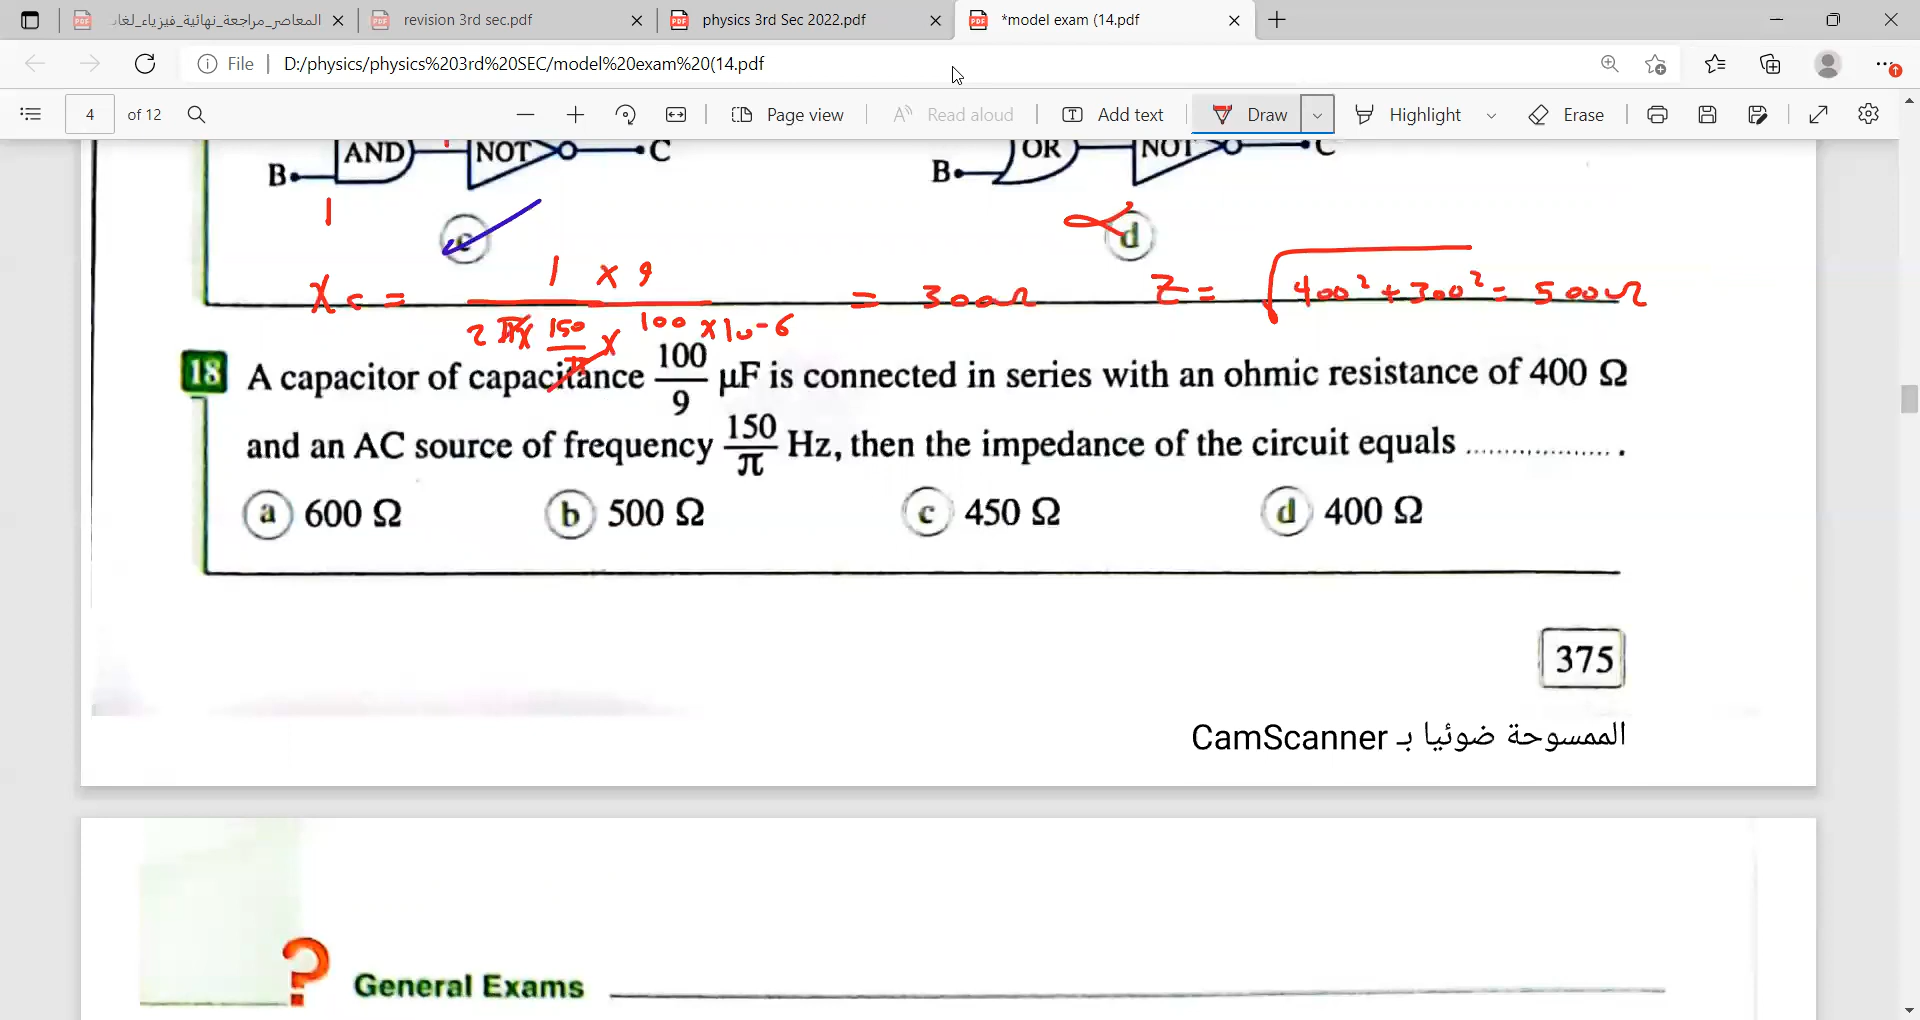 المعاصر_مراجعة_نهائية_فيزياء_لغا
revision 3rd sec.pdf
physics 3rd Sec 2022.pdf
*model exam (14.pdf
File
D:/physics/physics%203rd%20SEC/model%20exam%20(14.pdf
4 of 12
Page view
Read aloud
Add text
Draw
Highlight
Erase
AND NOT C
B
1
c
OR NOT C
B
d
Xc = 1 × 9 / 2 π × 150/π × 100 × 10-6 = 300Ω
Z = √400² + 300² = 500Ω
18 A capacitor of capacitance 100/9 µF is connected in series with an ohmic resistance of 400 Ω
and an AC source of frequency 150/π Hz, then the impedance of the circuit equals ................. .
a 600 Ω b 500 Ω c 450 Ω d 400 Ω
375
الممسوحة ضوئيا بـ CamScanner
? General Exams